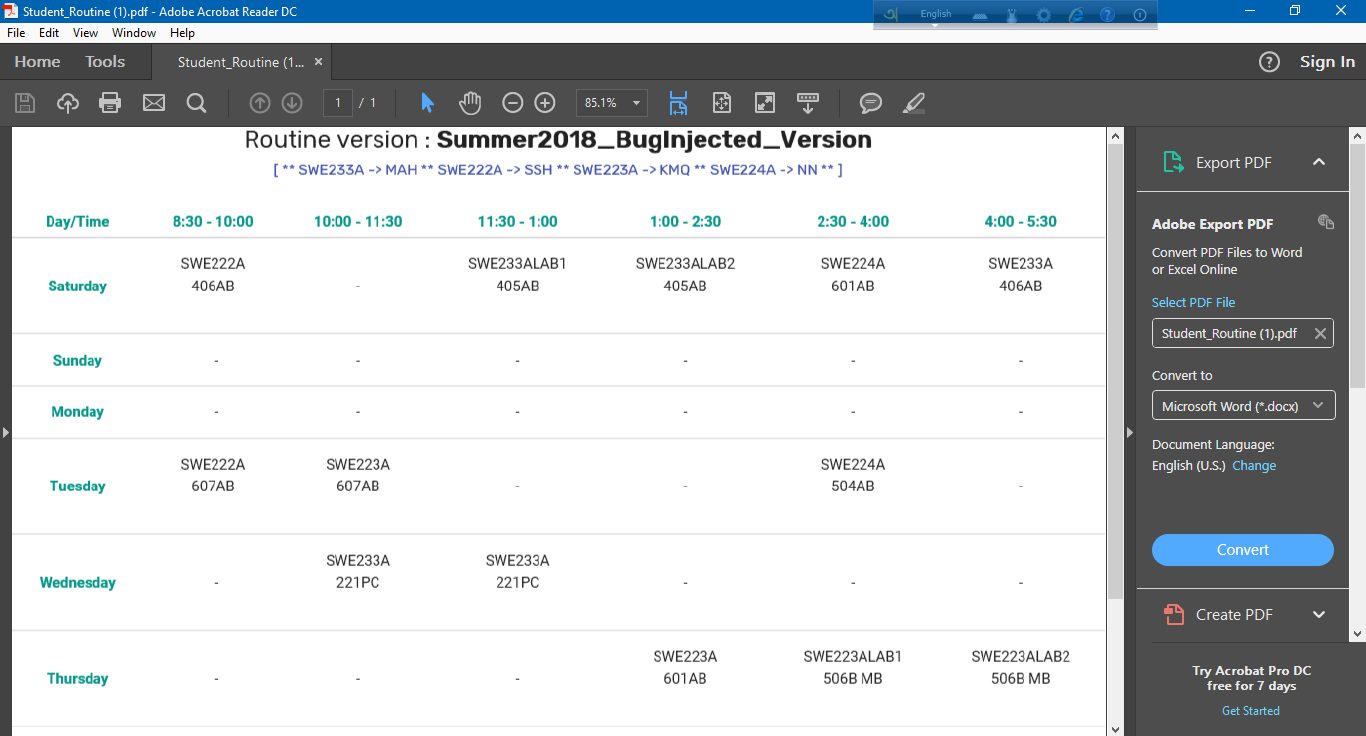 Student_Routine (1).pdf - Adobe Acrobat Reader DC
English
File Edit View Window Help
Home Tools Student_Routine (1... × Sign In
1 / 1 85.1%
Routine version : Summer2018_BugInjected_Version
[ ** SWE233A -> MAH ** SWE222A -> SSH ** SWE223A -> KMQ ** SWE224A -> NN ** ]
Day/Time 8:30 - 10:00 10:00 - 11:30 11:30 - 1:00 1:00 - 2:30 2:30 - 4:00 4:00 - 5:30
SWE222A SWE233ALAB1 SWE233ALAB2 SWE224A SWE233A
Saturday 406AB - 405AB 405AB 601AB 406AB
Sunday - - - - - -
Monday - - - - - -
SWE222A SWE223A SWE224A
Tuesday 607AB 607AB - - 504AB -
SWE233A SWE233A
Wednesday - 221PC 221PC - - -
SWE223A SWE223ALAB1 SWE223ALAB2
Thursday - - - 601AB 506B MB 506B MB
Export PDF
Adobe Export PDF
Convert PDF Files to Word
or Excel Online
Select PDF File
Student_Routine (1).pdf
Convert to
Microsoft Word (*.docx)
Document Language:
English (U.S.) Change
Convert
Create PDF
Try Acrobat Pro DC
free for 7 days
Get Started